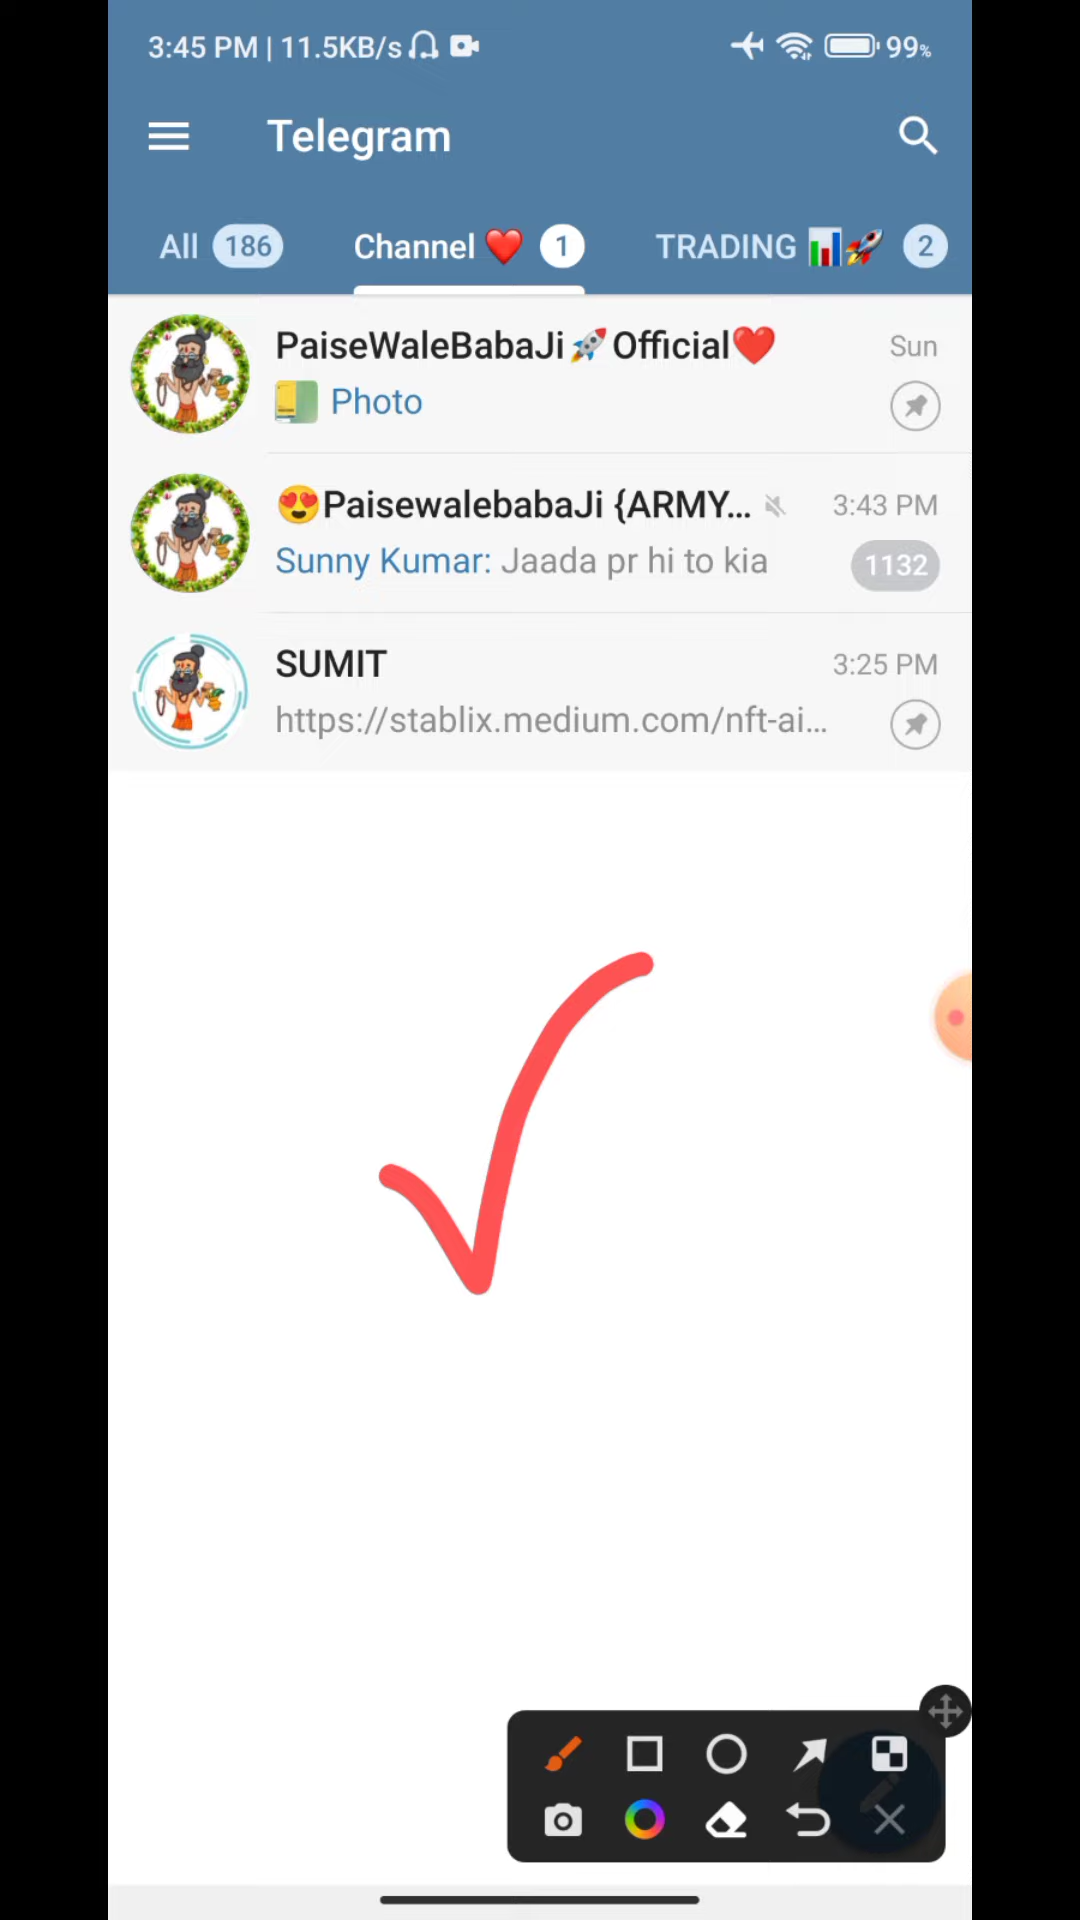 3:45 PM | 11.5KB/s 99%
Telegram
All 186 Channel ❤️ 1 TRADING 📊🚀 2
PaiseWaleBabaJi🚀Official❤️ Sun
Photo
😍PaisewalebabaJi {ARMY... 3:43 PM
Sunny Kumar: Jaada pr hi to kia 1132
SUMIT 3:25 PM
https://stablix.medium.com/nft-ai...